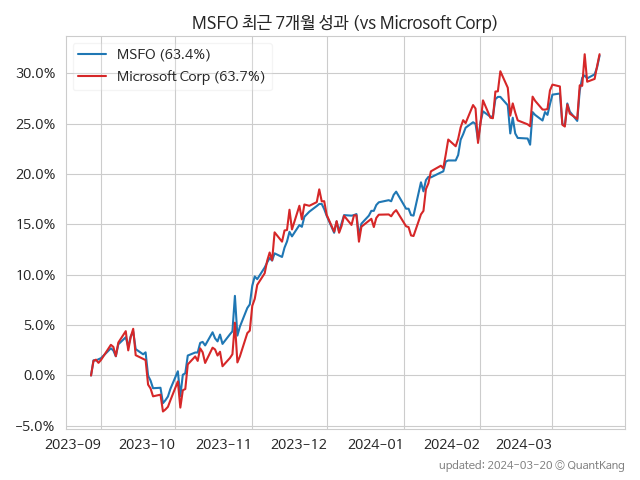 MSFO 최근 7개월 성과 (vs Microsoft Corp)
MSFO (63.4%)
Microsoft Corp (63.7%)
30.0%
25.0%
20.0%
15.0%
10.0%
5.0%
0.0%
−5.0%
2023-09 2023-10 2023-11 2023-12 2024-01 2024-02 2024-03
updated: 2024-03-20 ⓒ QuantKang